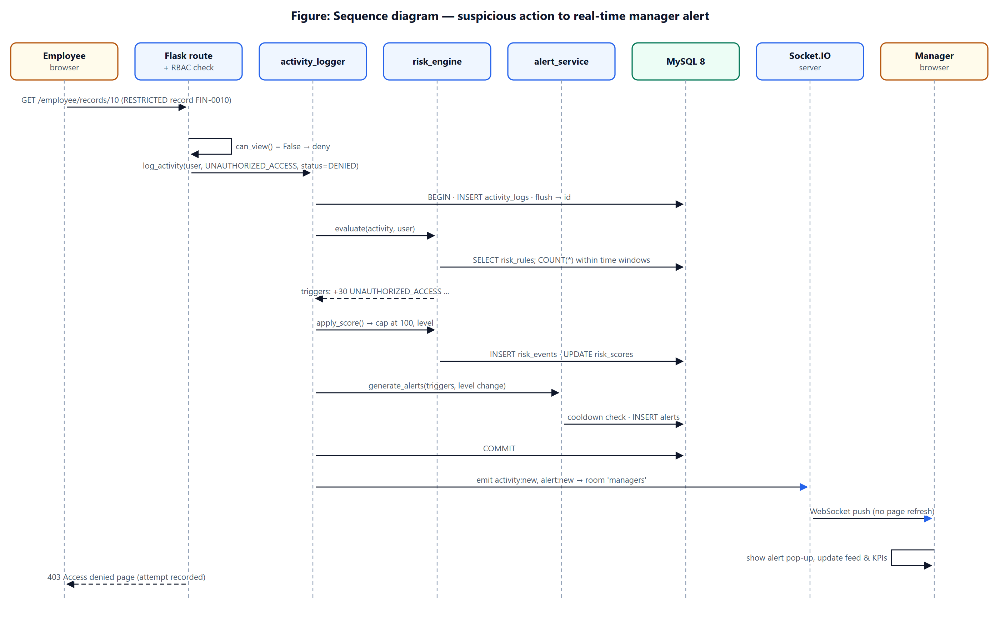 Figure: Sequence diagram — suspicious action to real-time manager alert
Employee
browser
Flask route
+ RBAC check
activity_logger
risk_engine
alert_service
MySQL 8
Socket.IO
server
Manager
browser
GET /employee/records/10 (RESTRICTED record FIN-0010)
can_view() = False → deny
log_activity(user, UNAUTHORIZED_ACCESS, status=DENIED)
BEGIN · INSERT activity_logs · flush → id
evaluate(activity, user)
SELECT risk_rules; COUNT(*) within time windows
triggers: +30 UNAUTHORIZED_ACCESS ...
apply_score() → cap at 100, level
INSERT risk_events · UPDATE risk_scores
generate_alerts(triggers, level change)
cooldown check · INSERT alerts
COMMIT
emit activity:new, alert:new → room 'managers'
WebSocket push (no page refresh)
show alert pop-up, update feed & KPIs
403 Access denied page (attempt recorded)